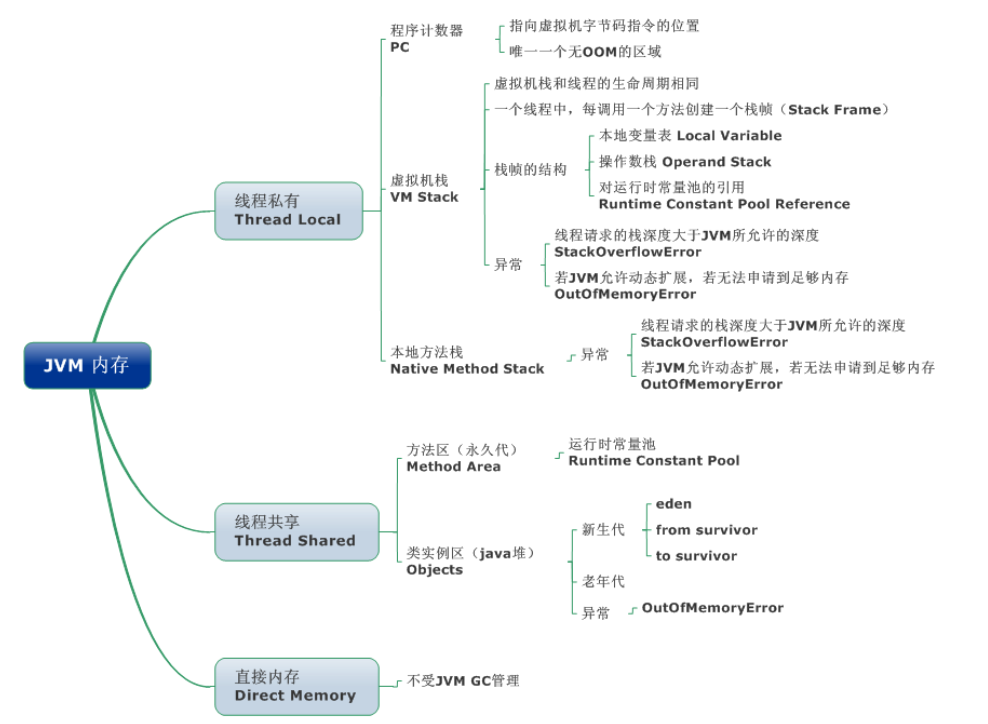 程序计数器
PC
指向虚拟机字节码指令的位置
唯一一个无OOM的区域
虚拟机栈和线程的生命周期相同
一个线程中，每调用一个方法创建一个栈帧（Stack Frame）
虚拟机栈
VM Stack
栈帧的结构
本地变量表 Local Variable
操作数栈 Operand Stack
对运行时常量池的引用
Runtime Constant Pool Reference
异常
线程请求的栈深度大于JVM所允许的深度
StackOverflowError
若JVM允许动态扩展，若无法申请到足够内存
OutOfMemoryError
线程私有
Thread Local
本地方法栈
Native Method Stack
异常
线程请求的栈深度大于JVM所允许的深度
StackOverflowError
若JVM允许动态扩展，若无法申请到足够内存
OutOfMemoryError
JVM 内存
方法区（永久代）
Method Area
运行时常量池
Runtime Constant Pool
线程共享
Thread Shared
类实例区（java堆）
Objects
新生代
eden
from survivor
to survivor
老年代
异常
OutOfMemoryError
直接内存
Direct Memory
不受JVM GC管理